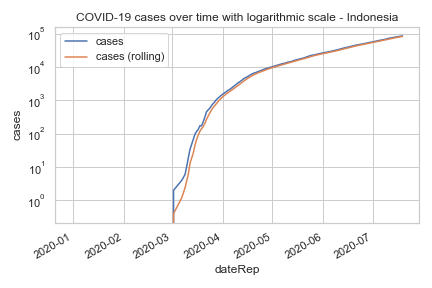 COVID-19 cases over time with logarithmic scale - Indonesia
cases
cases (rolling)
10⁵
10⁴
10³
10²
10¹
10⁰
cases
2020-01
2020-02
2020-03
2020-04
2020-05
2020-06
2020-07
dateRep